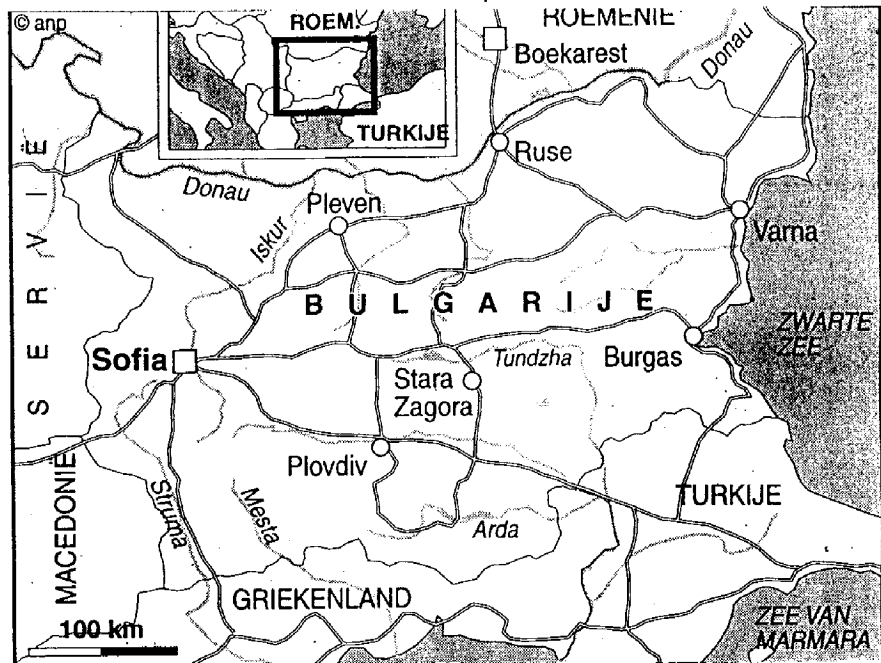 © anp
ROEM.
TURKIJE
ROEMENIE
Boekarest
Donau
Ruse
Donau
Pleven
Iskur
Varna
SERVIE
BULGARIJE
ZWARTE
ZEE
Sofia
Burgas
Tundzha
Stara
Zagora
Plovdiv
MACEDONIE
Struma
Mesta
Arda
TURKIJE
GRIEKENLAND
100 km
ZEE VAN
MARMARA